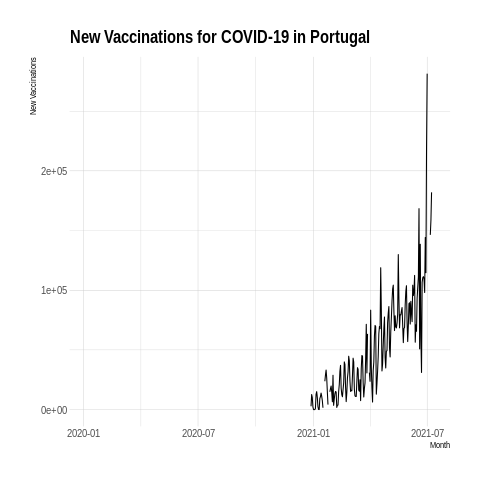 New Vaccinations for COVID-19 in Portugal
New Vaccinations
2e+05
1e+05
0e+00
2020-01 2020-07 2021-01 2021-07
Month